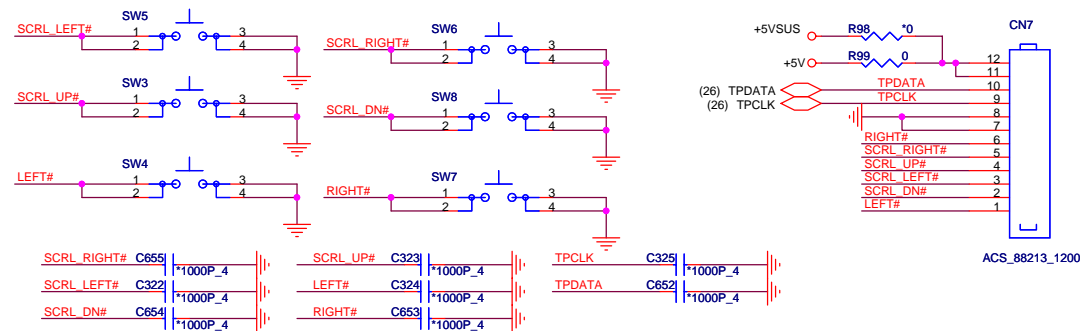 SW5
SCRL_LEFT#
1 3
2 4
SW6
SCRL_RIGHT#
1 3
2 4
+5VSUS
R98 *0
+5V
R99 0
CN7
12
11
(26) TPDATA TPDATA 10
(26) TPCLK TPCLK 9
8
7
RIGHT# 6
SCRL_RIGHT# 5
SCRL_UP# 4
SCRL_LEFT# 3
SCRL_DN# 2
LEFT# 1
ACS_88213_1200
SW3
SCRL_UP#
1 3
2 4
SW8
SCRL_DN#
1 3
2 4
SW4
LEFT#
1 3
2 4
SW7
RIGHT#
1 3
2 4
SCRL_RIGHT# C655
*1000P_4
SCRL_LEFT# C322
*1000P_4
SCRL_DN# C654
*1000P_4
SCRL_UP# C323
*1000P_4
LEFT# C324
*1000P_4
RIGHT# C653
*1000P_4
TPCLK C325
*1000P_4
TPDATA C652
*1000P_4